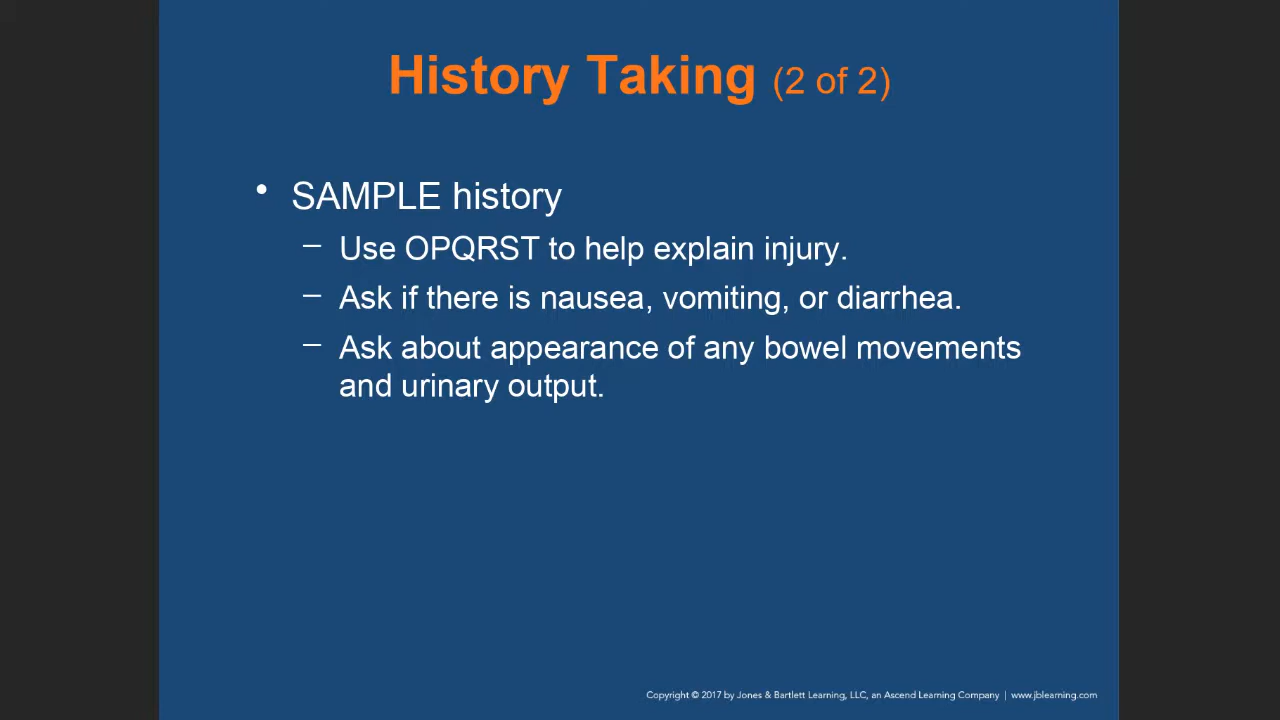 History Taking (2 of 2)
• SAMPLE history
– Use OPQRST to help explain injury.
– Ask if there is nausea, vomiting, or diarrhea.
– Ask about appearance of any bowel movements
and urinary output.
Copyright © 2017 by Jones & Bartlett Learning, LLC, an Ascend Learning Company | www.jblearning.com